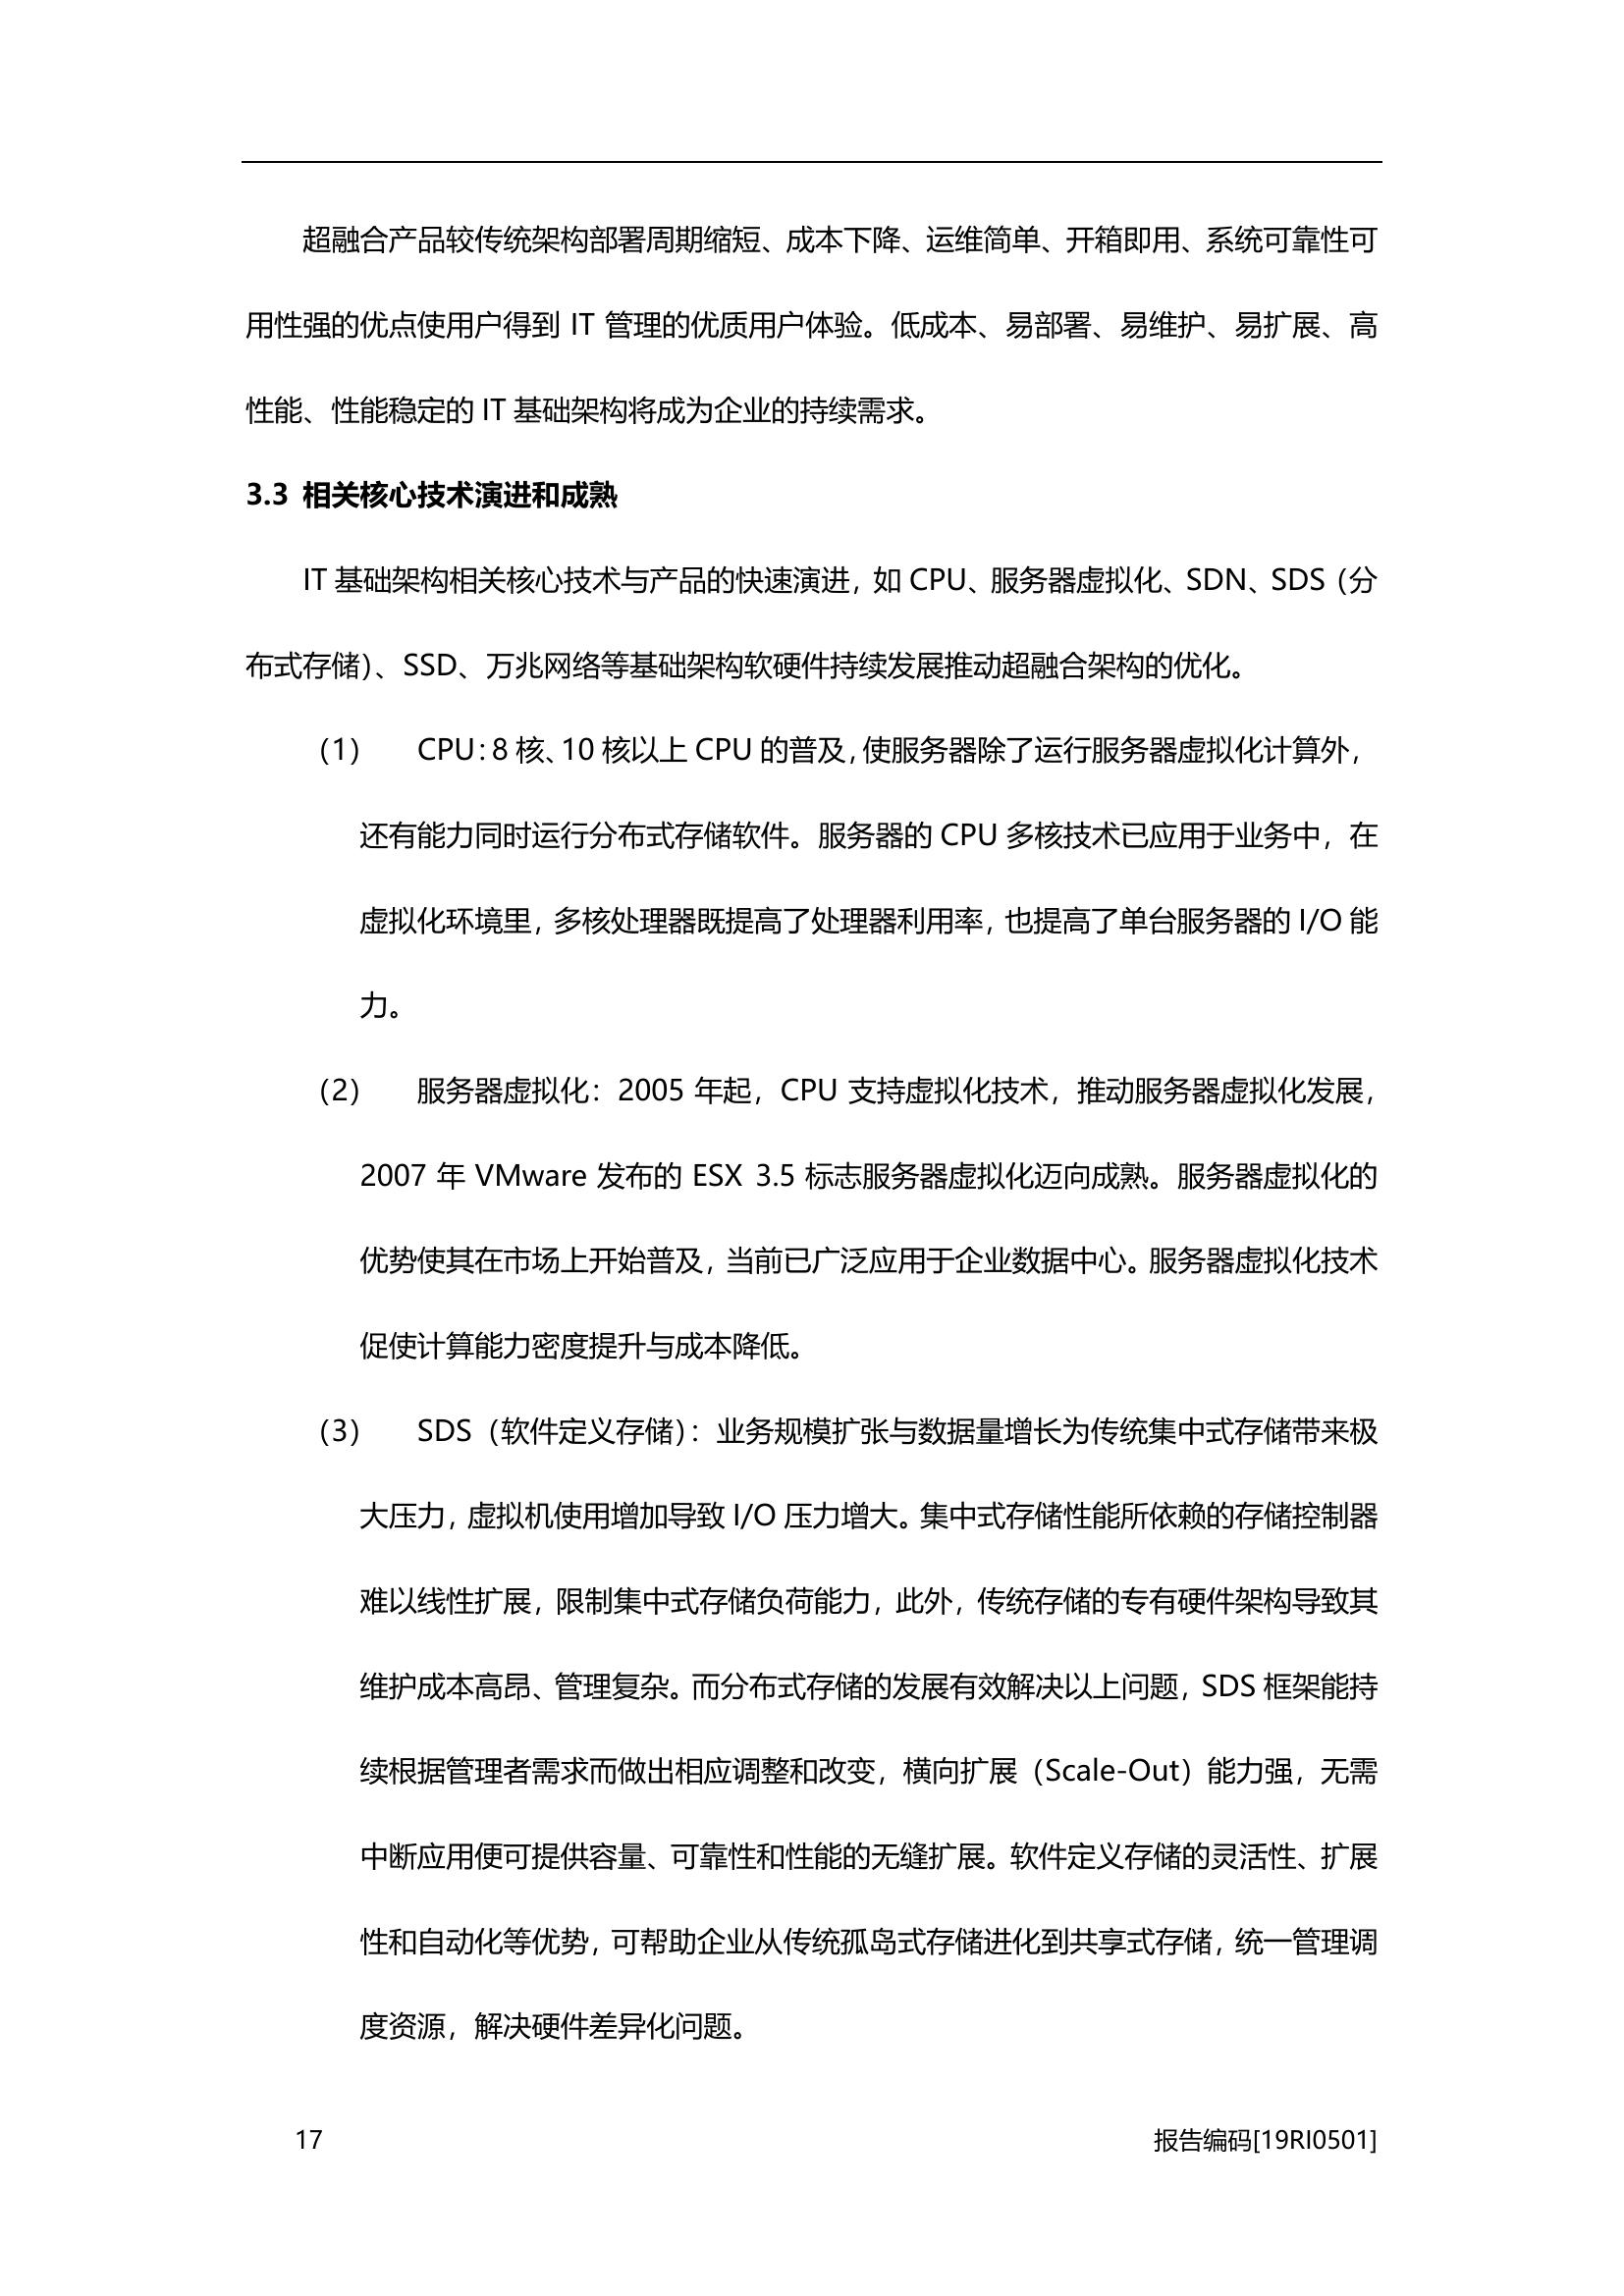 超融合产品较传统架构部署周期缩短、成本下降、运维简单、开箱即用、系统可靠性可
用性强的优点使用户得到 IT 管理的优质用户体验。低成本、易部署、易维护、易扩展、高
性能、性能稳定的 IT 基础架构将成为企业的持续需求。
3.3 相关核心技术演进和成熟
IT 基础架构相关核心技术与产品的快速演进，如 CPU、服务器虚拟化、SDN、SDS（分
布式存储）、SSD、万兆网络等基础架构软硬件持续发展推动超融合架构的优化。
（1） CPU：8 核、10 核以上 CPU 的普及，使服务器除了运行服务器虚拟化计算外，
还有能力同时运行分布式存储软件。服务器的 CPU 多核技术已应用于业务中，在
虚拟化环境里，多核处理器既提高了处理器利用率，也提高了单台服务器的 I/O 能
力。
（2） 服务器虚拟化：2005 年起，CPU 支持虚拟化技术，推动服务器虚拟化发展，
2007 年 VMware 发布的 ESX 3.5 标志服务器虚拟化迈向成熟。服务器虚拟化的
优势使其在市场上开始普及，当前已广泛应用于企业数据中心。服务器虚拟化技术
促使计算能力密度提升与成本降低。
（3） SDS（软件定义存储）：业务规模扩张与数据量增长为传统集中式存储带来极
大压力，虚拟机使用增加导致 I/O 压力增大。集中式存储性能所依赖的存储控制器
难以线性扩展，限制集中式存储负荷能力，此外，传统存储的专有硬件架构导致其
维护成本高昂、管理复杂。而分布式存储的发展有效解决以上问题，SDS 框架能持
续根据管理者需求而做出相应调整和改变，横向扩展（Scale-Out）能力强，无需
中断应用便可提供容量、可靠性和性能的无缝扩展。软件定义存储的灵活性、扩展
性和自动化等优势，可帮助企业从传统孤岛式存储进化到共享式存储，统一管理调
度资源，解决硬件差异化问题。
17 报告编码[19RI0501]